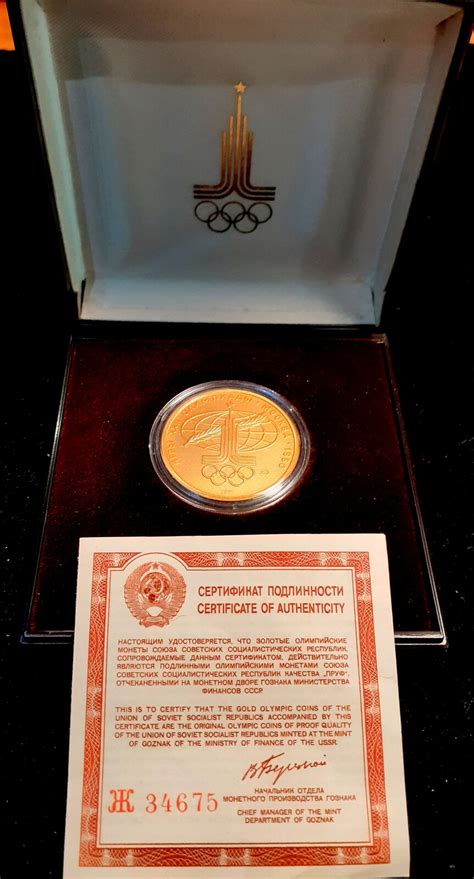 СЕРТИФИКАТ ПОДЛИННОСТИ
CERTIFICATE OF AUTHENTICITY
НАСТОЯЩИМ УДОСТОВЕРЯЕТСЯ, ЧТО ЗОЛОТЫЕ ОЛИМПИЙСКИЕ
МОНЕТЫ СОЮЗА СОВЕТСКИХ СОЦИАЛИСТИЧЕСКИХ РЕСПУБЛИК,
СОПРОВОЖДАЕМЫЕ ДАННЫМ СЕРТИФИКАТОМ, ДЕЙСТВИТЕЛЬНО
ЯВЛЯЮТСЯ ПОДЛИННЫМИ ОЛИМПИЙСКИМИ МОНЕТАМИ СОЮЗА
СОВЕТСКИХ СОЦИАЛИСТИЧЕСКИХ РЕСПУБЛИК КАЧЕСТВА „ПРУФ",
ОТЧЕКАНЕННЫМИ НА МОНЕТНОМ ДВОРЕ ГОЗНАКА МИНИСТЕРСТВА
ФИНАНСОВ СССР.
THIS IS TO CERTIFY THAT THE GOLD OLYMPIC COINS OF THE
UNION OF SOVIET SOCIALIST REPUBLICS ACCOMPANIED BY THIS
CERTIFICATE ARE THE ORIGINAL OLYMPIC COINS OF PROOF QUALITY
OF THE UNION OF SOVIET SOCIALIST REPUBLICS MINTED AT THE MINT
OF GOZNAK OF THE MINISTRY OF FINANCE OF THE USSR.
НАЧАЛЬНИК ОТДЕЛА
МОНЕТНОГО ПРОИЗВОДСТВА ГОЗНАКА
ЖК 34675
CHIEF MANAGER OF THE MINT
DEPARTMENT OF GOZNAK